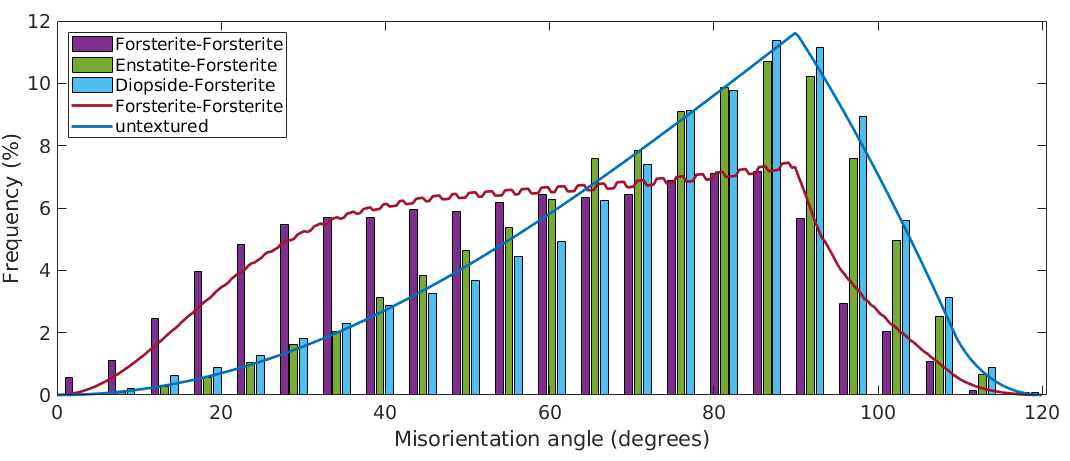 12
10
8
6
4
2
0
Frequency (%)
Forsterite-Forsterite
Enstatite-Forsterite
Diopside-Forsterite
Forsterite-Forsterite
untextured
0 20 40 60 80 100 120
Misorientation angle (degrees)